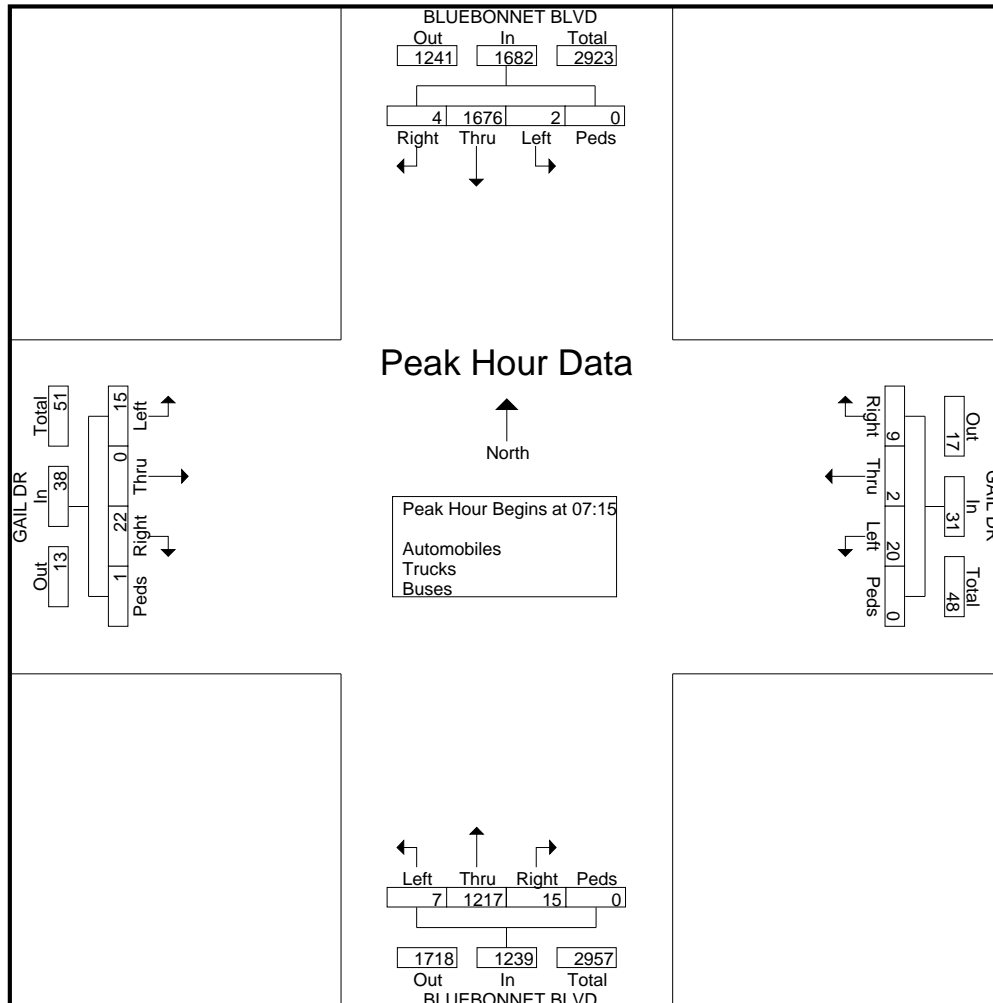 BLUEBONNET BLVD
Out In Total
1241 1682 2923
4 1676 2 0
Right Thru Left Peds
Peak Hour Data
North
Peak Hour Begins at 07:15
Automobiles
Trucks
Buses
GAIL DR
Total In Out
51 38 13
15 0 22 1
Left Thru Right Peds
Right Thru Left Peds
9 2 20 0
Out In Total
17 31 48
GAIL DR
Left Thru Right Peds
7 1217 15 0
1718 1239 2957
Out In Total
BLUEBONNET BLVD